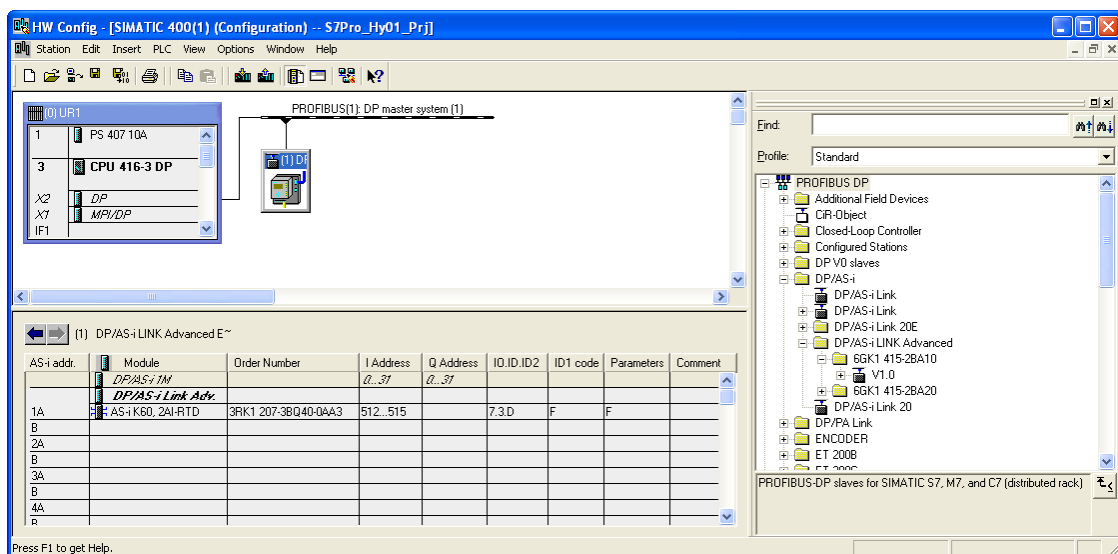 HW Config - [SIMATIC 400(1) (Configuration) -- S7Pro_Hy01_Prj]
Station Edit Insert PLC View Options Window Help
(0) UR1
1 PS 407 10A
3 CPU 416-3 DP
X2 DP
X1 MPI/DP
IF1
PROFIBUS(1): DP master system (1)
(1) DP
Find:
Profile: Standard
PROFIBUS DP
Additional Field Devices
CiR-Object
Closed-Loop Controller
Configured Stations
DP V0 slaves
DP/AS-i
DP/AS-i Link
DP/AS-i Link
DP/AS-i Link 20E
DP/AS-i LINK Advanced
6GK1 415-2BA10
V1.0
6GK1 415-2BA20
DP/AS-i Link 20
DP/PA Link
ENCODER
ET 200B
ET 200C
PROFIBUS-DP slaves for SIMATIC S7, M7, and C7 (distributed rack)
(1) DP/AS-i LINK Advanced E~
AS-i addr. Module Order Number I Address Q Address IO.ID.ID2 ID1 code Parameters Comment
DP/AS-i 1M 0...31 0...31
DP/AS-i Link Adv.
1A AS-i K60, 2AI-RTD 3RK1 207-3BQ40-0AA3 512...515 7.3.D F F
B
2A
B
3A
B
4A
B
Press F1 to get Help.